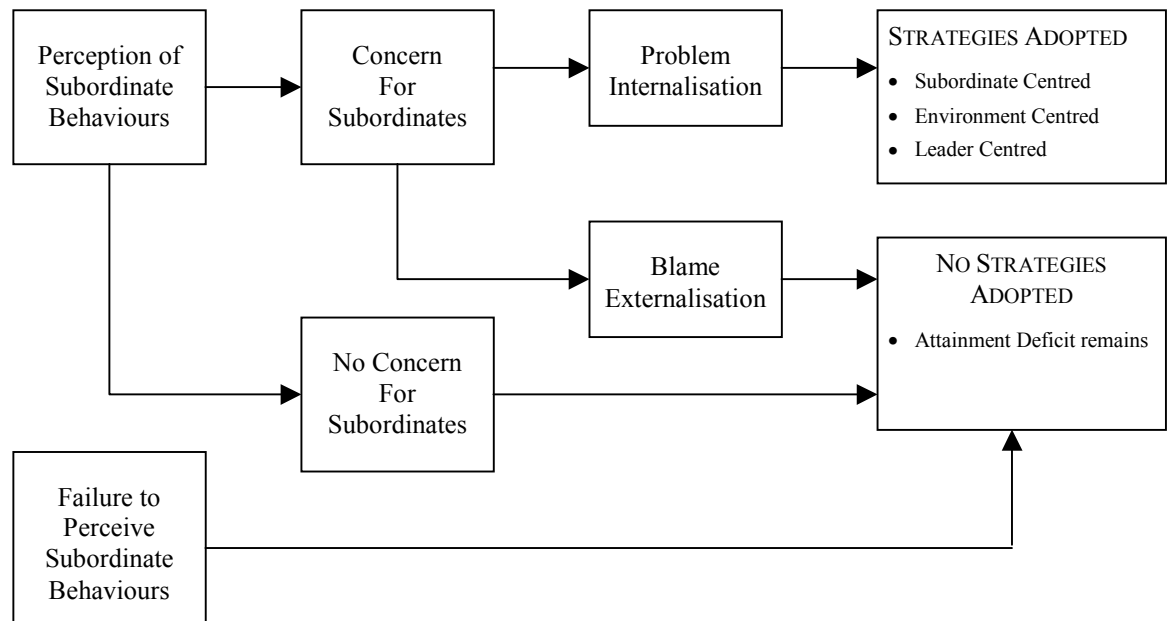 Perception of
Subordinate
Behaviours
Concern
For
Subordinates
Problem
Internalisation
STRATEGIES ADOPTED
• Subordinate Centred
• Environment Centred
• Leader Centred
Blame
Externalisation
NO STRATEGIES
ADOPTED
• Attainment Deficit remains
No Concern
For
Subordinates
Failure to
Perceive
Subordinate
Behaviours